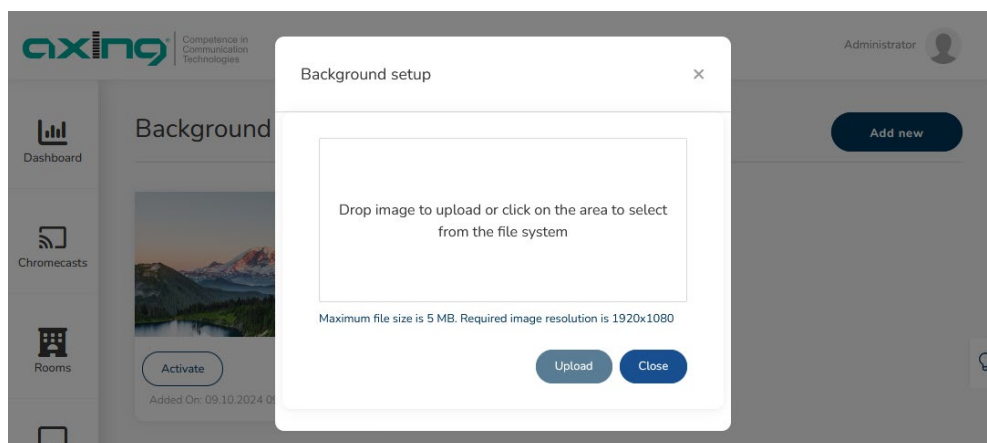 axing
Competence in
Communication
Technologies
Administrator
Background setup
×
Background
Add new
Dashboard
Drop image to upload or click on the area to select
from the file system
Chromecasts
Maximum file size is 5 MB. Required image resolution is 1920x1080
Rooms
Activate
Upload
Close
Added On: 09.10.2024